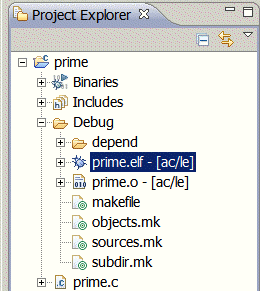 Project Explorer
prime
Binaries
Includes
Debug
depend
prime.elf - [ac/le]
prime.o - [ac/le]
makefile
objects.mk
sources.mk
subdir.mk
prime.c